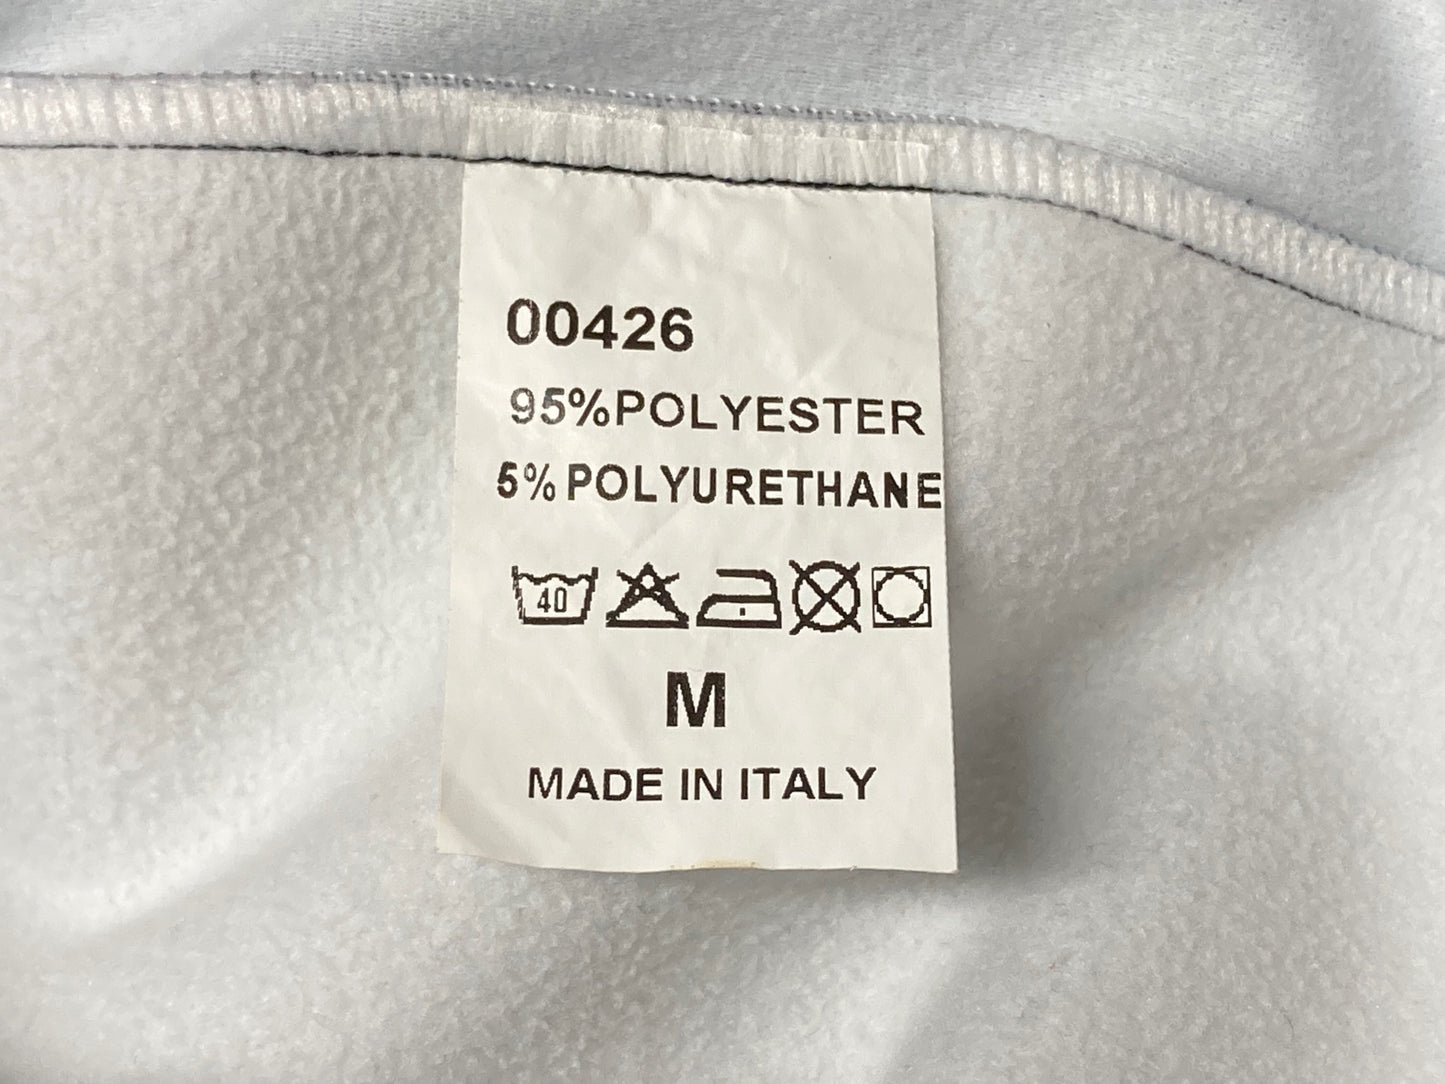 00426
95%POLYESTER
5% POLYURETHANE
40
M
MADE IN ITALY